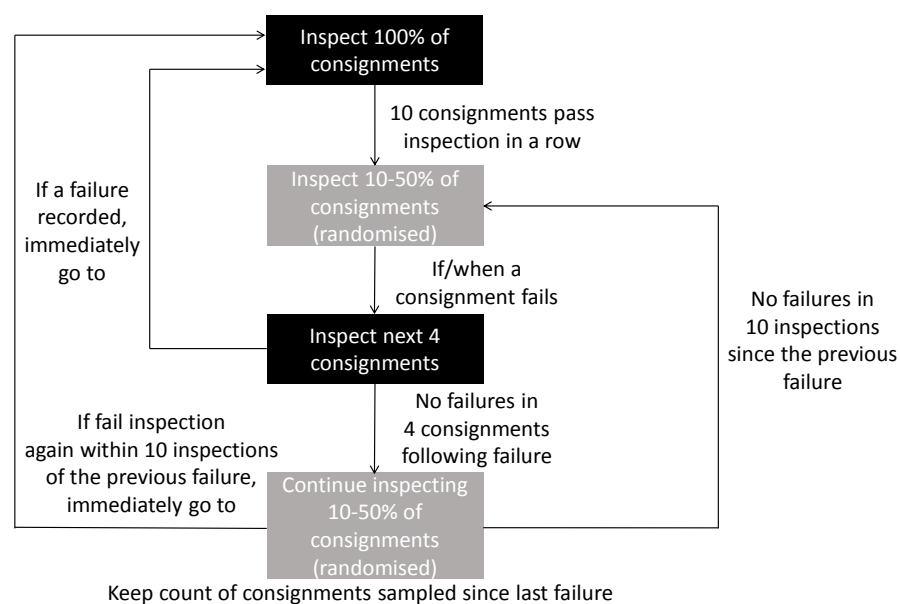 Inspect 100% of
consignments
10 consignments pass
inspection in a row
Inspect 10-50% of
consignments
(randomised)
If a failure
recorded,
immediately
go to
If/when a
consignment fails
No failures in
10 inspections
since the previous
failure
Inspect next 4
consignments
No failures in
4 consignments
following failure
If fail inspection
again within 10 inspections
of the previous failure,
immediately go to
Continue inspecting
10-50% of
consignments
(randomised)
Keep count of consignments sampled since last failure